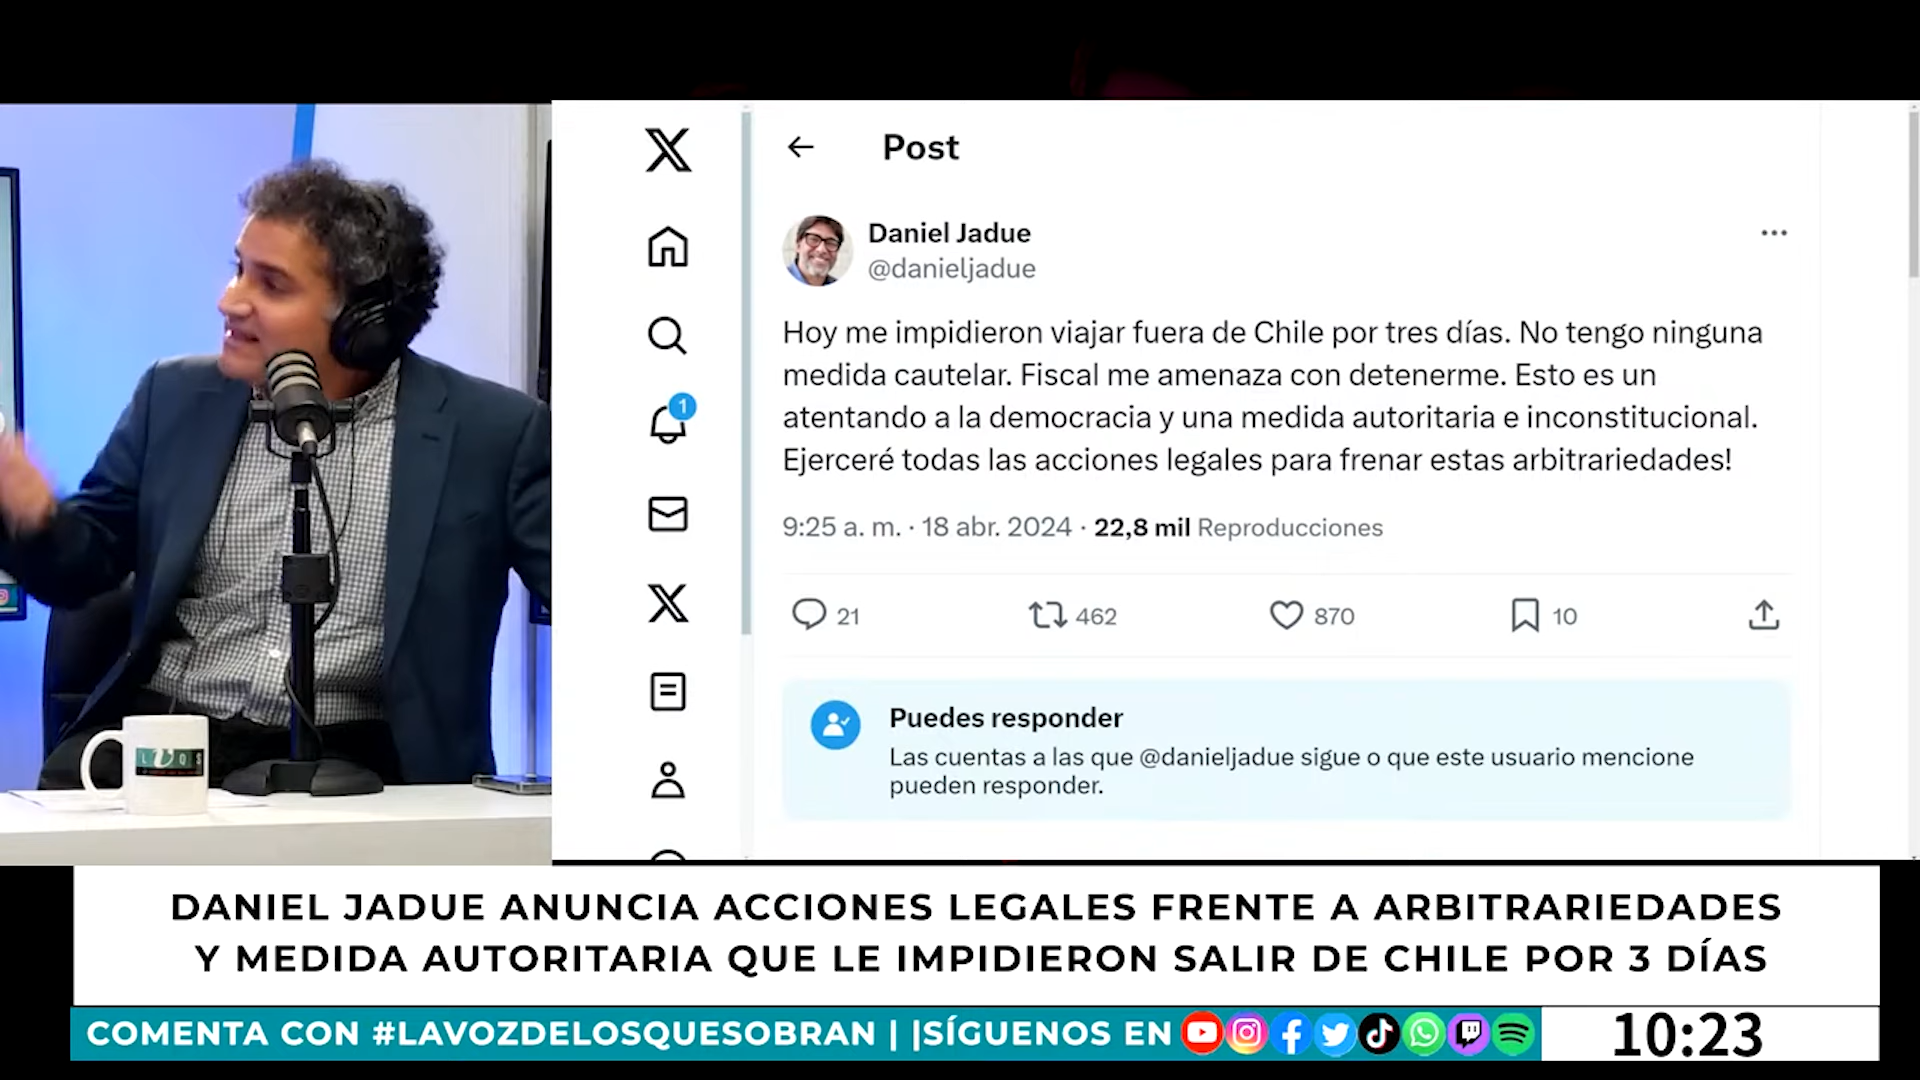 Post
Daniel Jadue
@danieljadue
Hoy me impidieron viajar fuera de Chile por tres días. No tengo ninguna
medida cautelar. Fiscal me amenaza con detenerme. Esto es un
atentando a la democracia y una medida autoritaria e inconstitucional.
Ejerceré todas las acciones legales para frenar estas arbitrariedades!
9:25 a. m. · 18 abr. 2024 · 22,8 mil Reproducciones
21 462 870 10
1
Puedes responder
Las cuentas a las que @danieljadue sigue o que este usuario mencione
pueden responder.
LVQS
DANIEL JADUE ANUNCIA ACCIONES LEGALES FRENTE A ARBITRARIEDADES
Y MEDIDA AUTORITARIA QUE LE IMPIDIERON SALIR DE CHILE POR 3 DÍAS
COMENTA CON #LAVOZDELOSQUESOBRAN | |SÍGUENOS EN
10:23